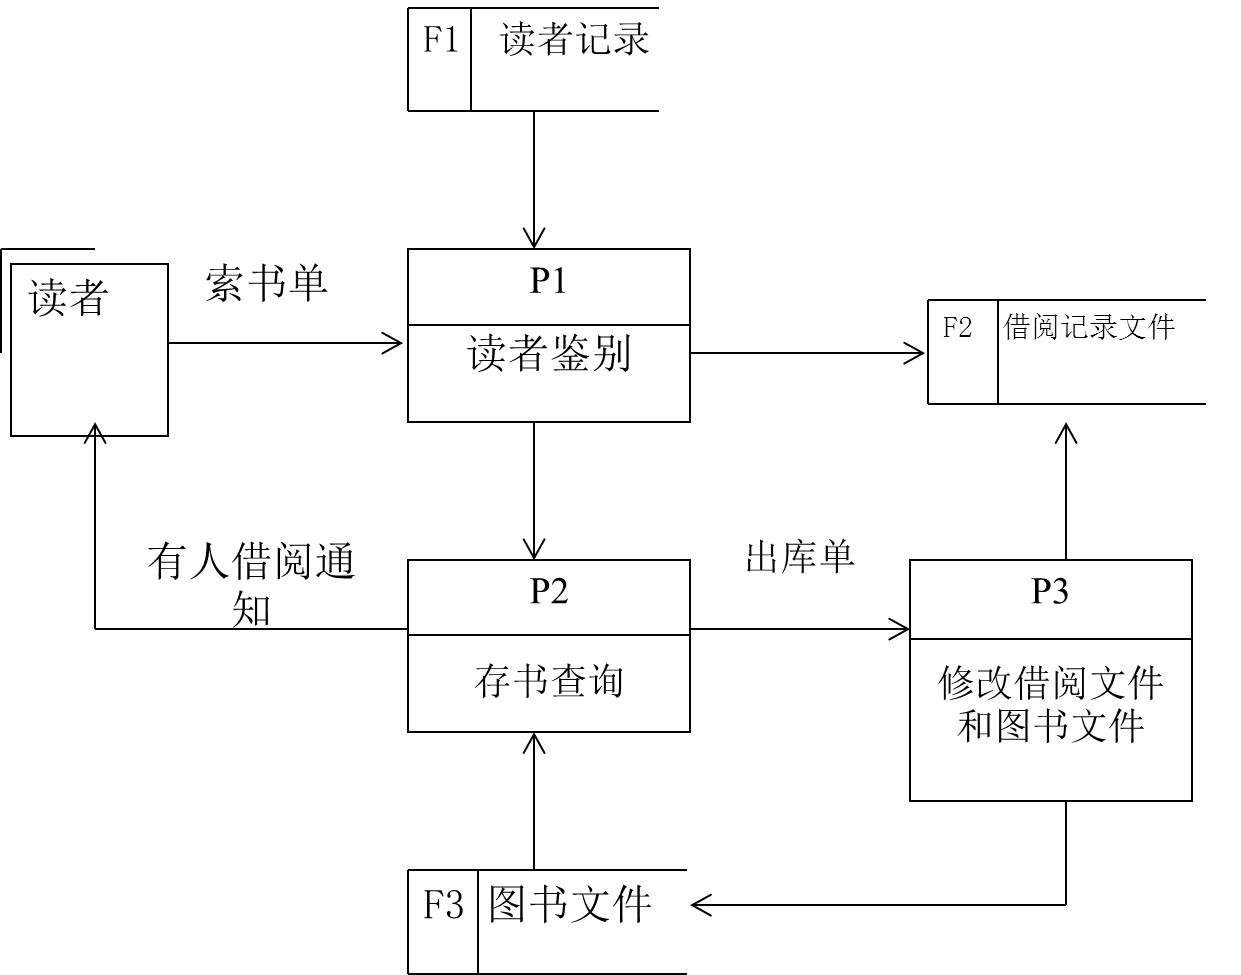 F1 读者记录
读者
索书单
P1
读者鉴别
F2 借阅记录文件
有人借阅通
知
P2
存书查询
出库单
P3
修改借阅文件
和图书文件
F3 图书文件